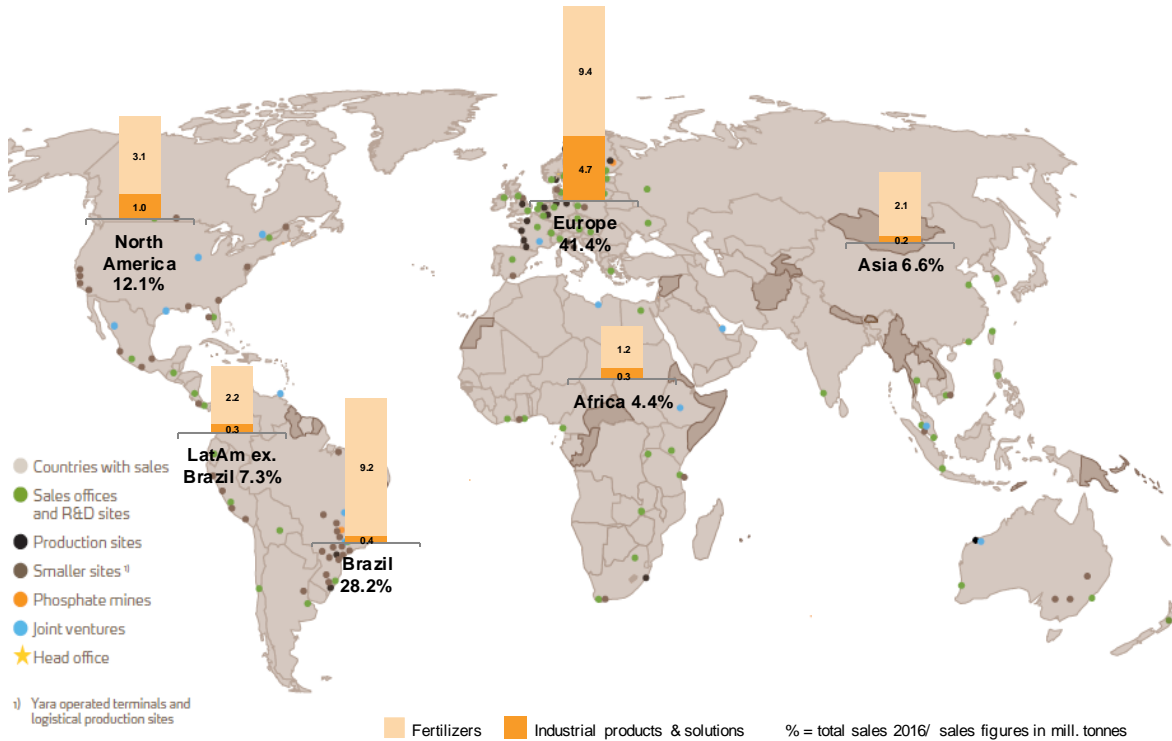 9.4
4.7
Europe
41.4%
3.1
1.0
North
America
12.1%
2.1
0.2
Asia 6.6%
1.2
0.3
Africa 4.4%
2.2
0.3
LatAm ex.
Brazil 7.3%
9.2
0.4
Brazil
28.2%
Countries with sales
Sales offices
and R&D sites
Production sites
Smaller sites ¹⁾
Phosphate mines
Joint ventures
Head office
1) Yara operated terminals and
logistical production sites
Fertilizers Industrial products & solutions % = total sales 2016/ sales figures in mill. tonnes